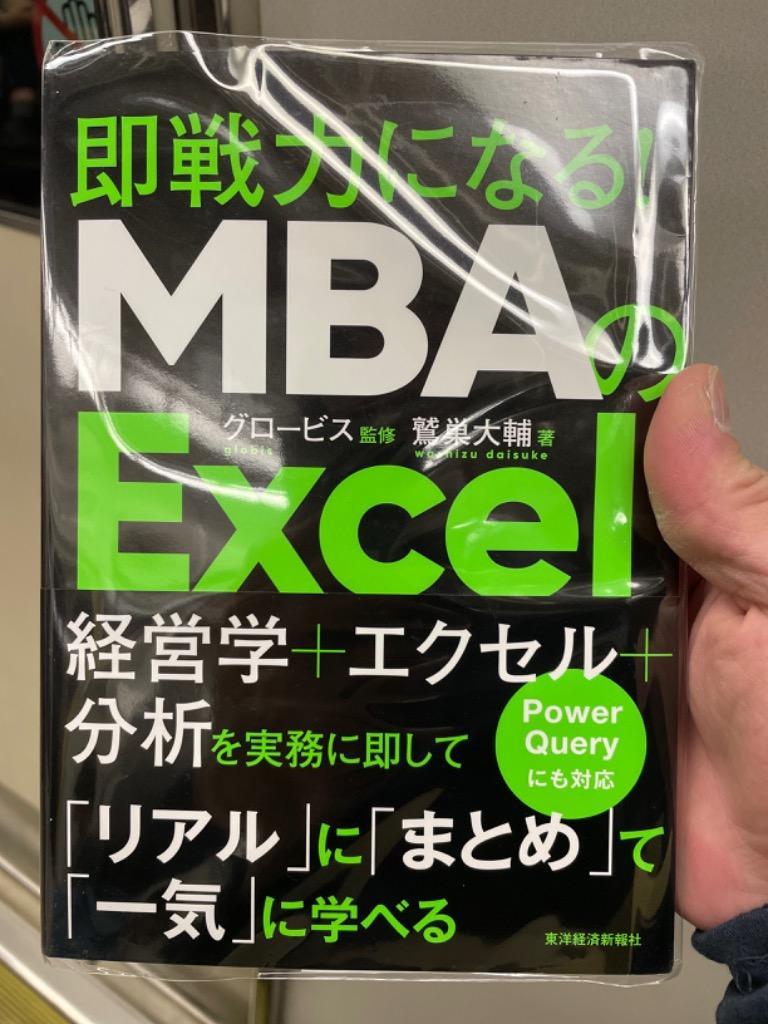 即戦力になる!
MBAの
グロービス 監修 鷲巣大輔 著
globis washizu daisuke
Excel
経営学+エクセル+
分析を実務に即して
Power
Query
にも対応
「リアル」に「まとめ」て
「一気」に学べる
東洋経済新報社